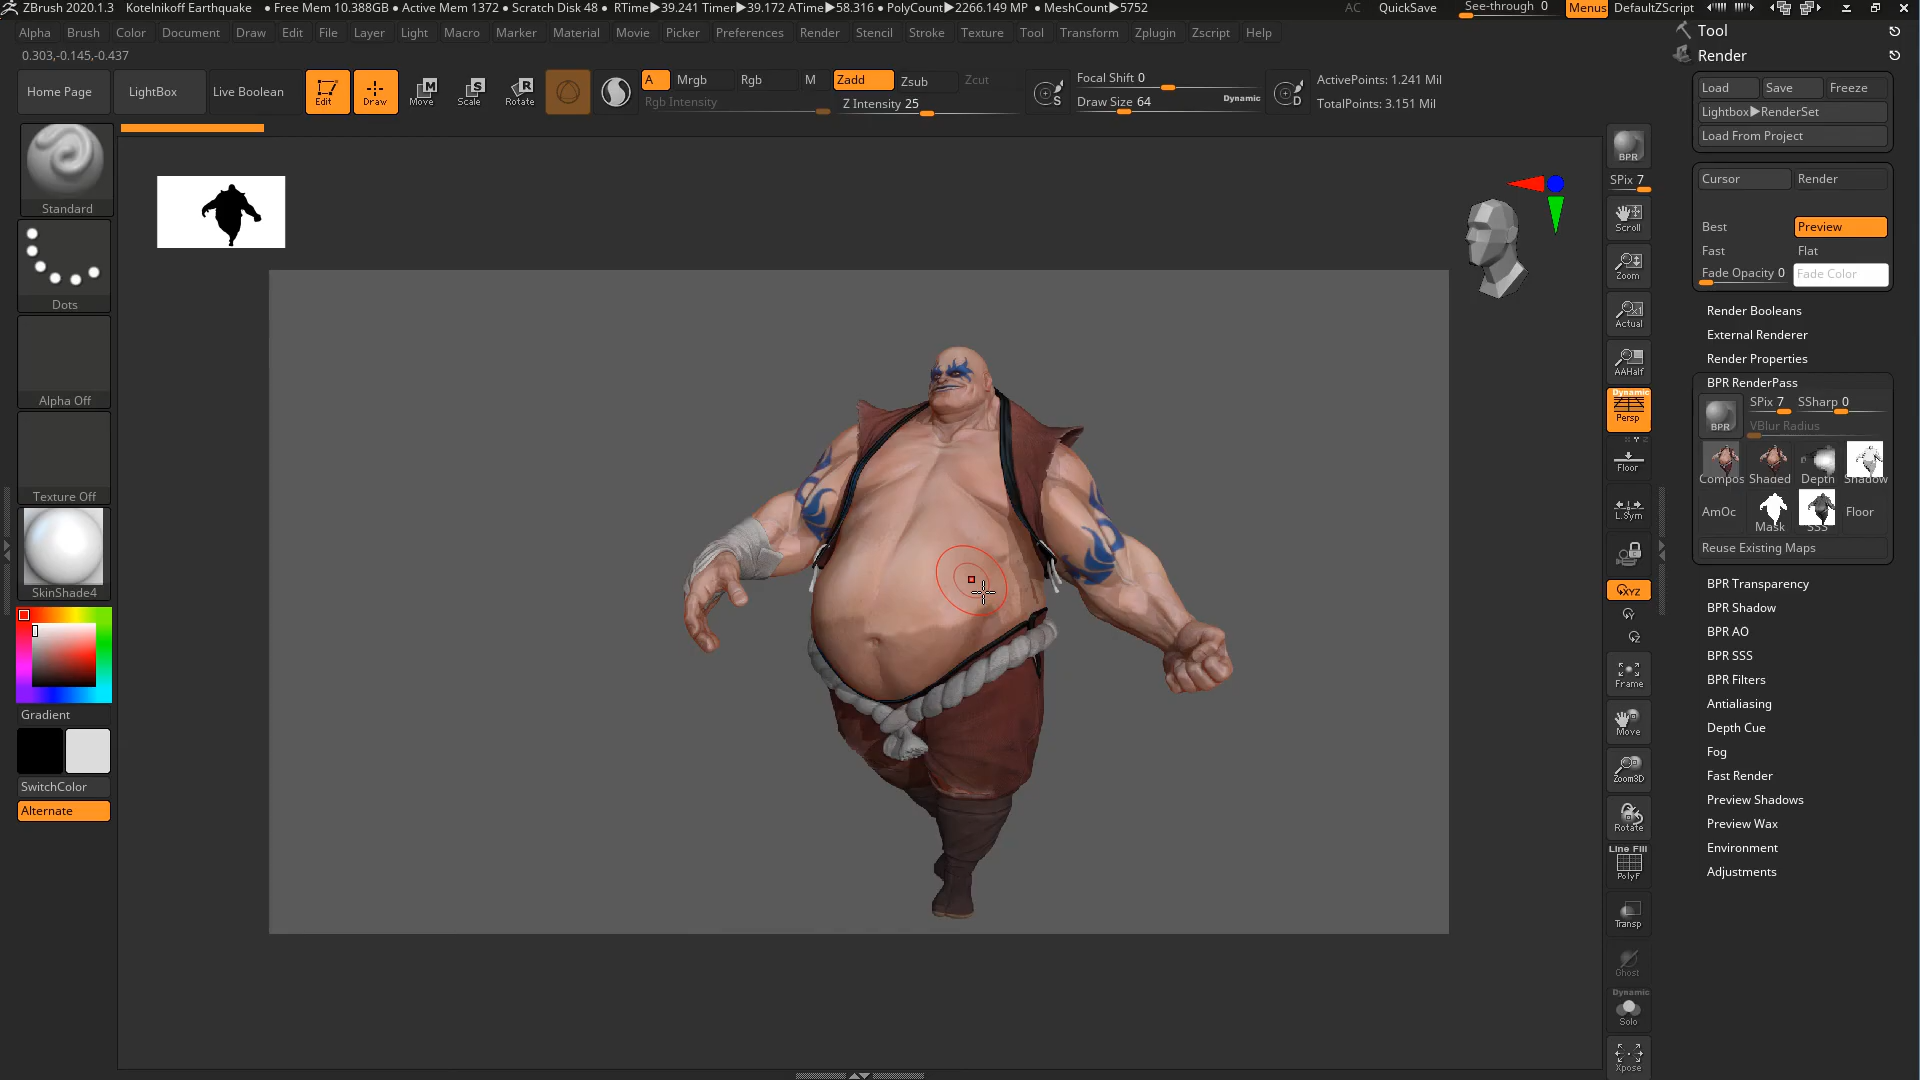 ZBrush 2020.1.3 Kotelnikoff Earthquake • Free Mem 10.388GB • Active Mem 1372 • Scratch Disk 48 • RTime▶39.241 Timer▶39.172 ATime▶58.316 • PolyCount▶2266.149 MP • MeshCount▶5752 AC QuickSave See-through 0 Menus DefaultZScript
Alpha Brush Color Document Draw Edit File Layer Light Macro Marker Material Movie Picker Preferences Render Stencil Stroke Texture Tool Transform Zplugin Zscript Help
0.303,-0.145,-0.437
Home Page LightBox Live Boolean Edit Draw Move Scale Rotate
M S R
A Mrgb Rgb M Zadd Zsub Zcut
Rgb Intensity Z Intensity 25
S Focal Shift 0
Draw Size 64 Dynamic
D ActivePoints: 1.241 Mil
TotalPoints: 3.151 Mil
Standard
Dots
Alpha Off
Texture Off
SkinShade4
Gradient
SwitchColor
Alternate
BPR
SPix 7
Scroll
Zoom
Actual
AAHalf
Dynamic
Persp
Floor
L.Sym
XYZ
Y
Z
Frame
Move
Zoom3D
Rotate
Line Fill
PolyF
Transp
Ghost
Dynamic
Solo
Xpose
Tool
Render
Load Save Freeze
Lightbox▶RenderSet
Load From Project
Cursor Render
Best Preview
Fast Flat
Fade Opacity 0 Fade Color
Render Booleans
External Renderer
Render Properties
BPR RenderPass
BPR SPix 7 SSharp 0
VBlur Radius
Compos Shaded Depth Shadow
AmOc Mask SSS Floor
Reuse Existing Maps
BPR Transparency
BPR Shadow
BPR AO
BPR SSS
BPR Filters
Antialiasing
Depth Cue
Fog
Fast Render
Preview Shadows
Preview Wax
Environment
Adjustments